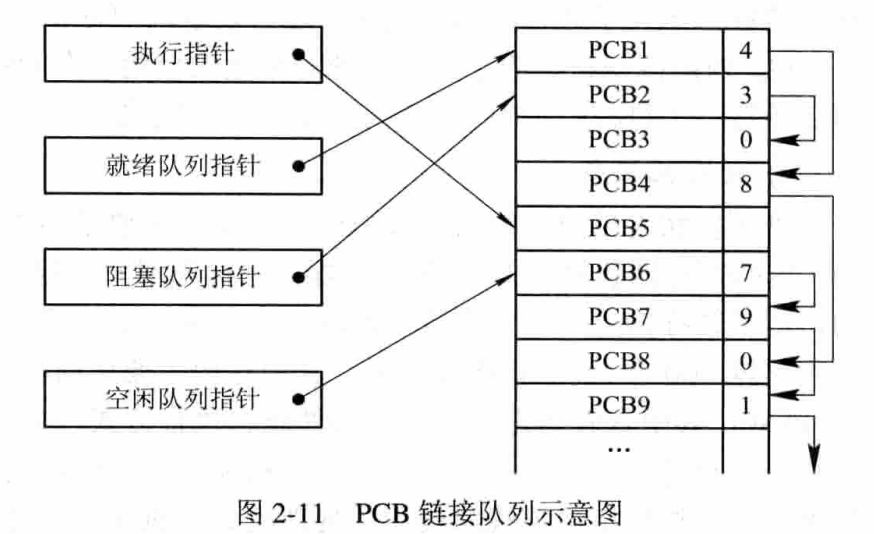 执行指针
就绪队列指针
阻塞队列指针
空闲队列指针
PCB1 4
PCB2 3
PCB3 0
PCB4 8
PCB5
PCB6 7
PCB7 9
PCB8 0
PCB9 1
…
图 2-11 PCB 链接队列示意图